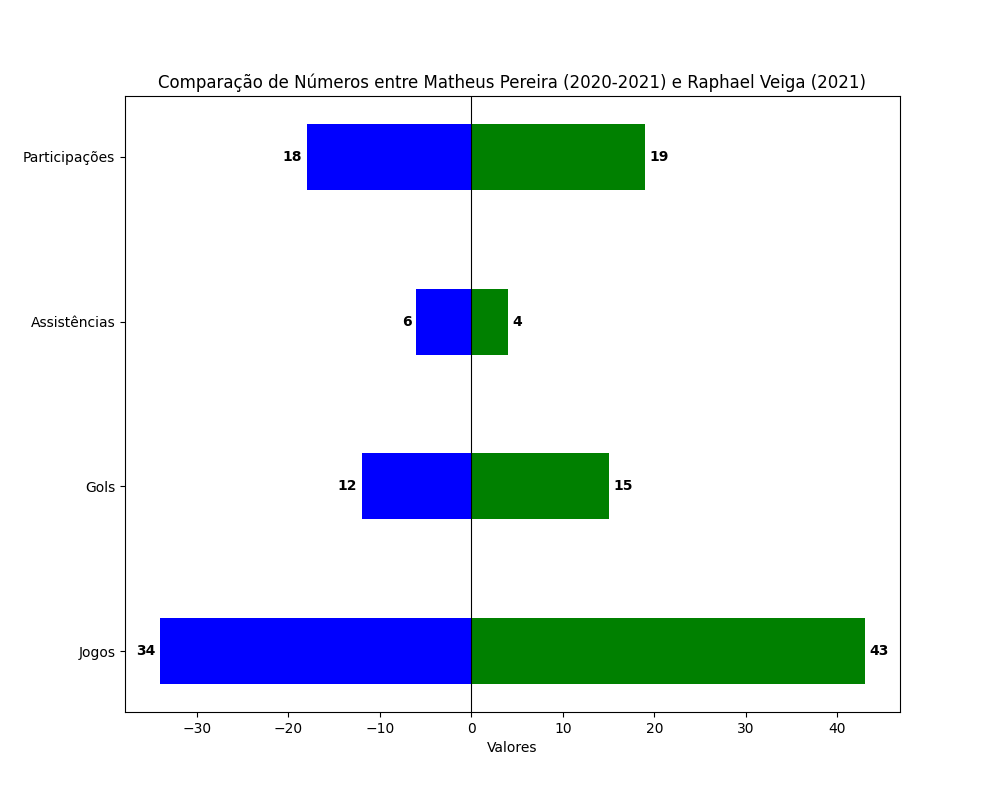 Comparação de Números entre Matheus Pereira (2020-2021) e Raphael Veiga (2021)
Participações
18
19
Assistências
6
4
Gols
12
15
Jogos
34
43
−30 −20 −10 0 10 20 30 40
Valores